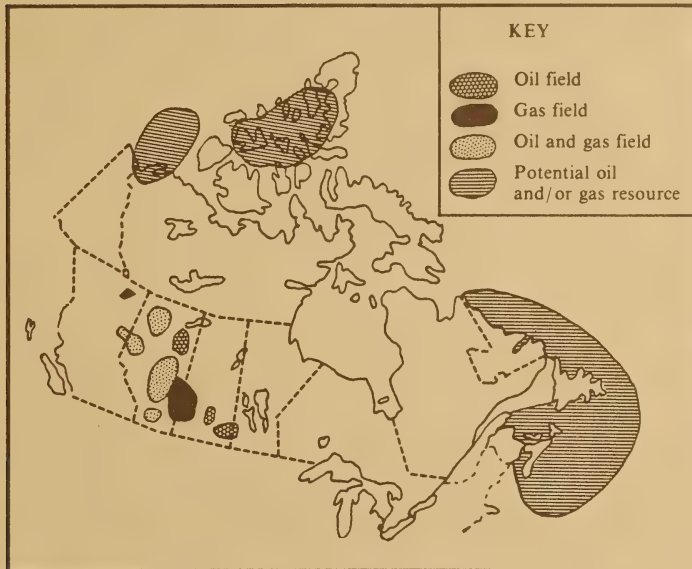 KEY
Oil field
Gas field
Oil and gas field
Potential oil
and/or gas resource